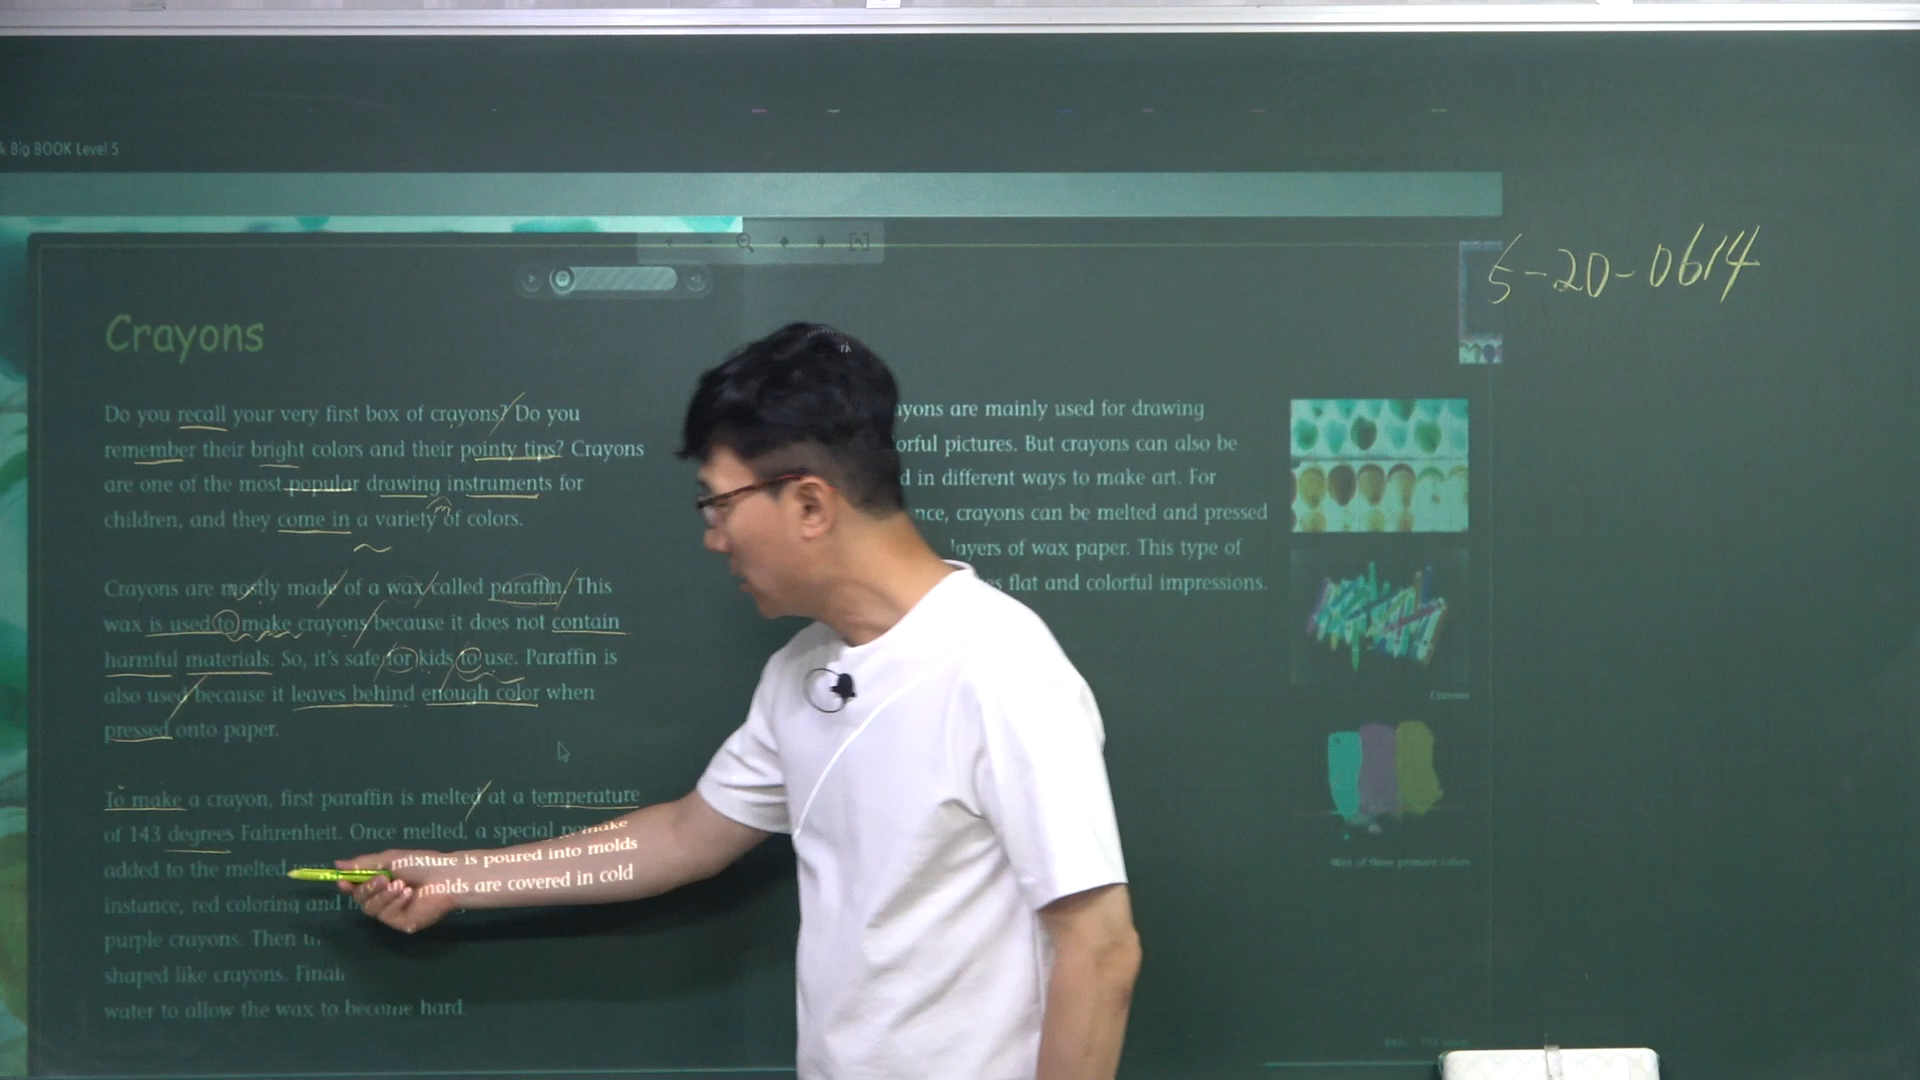 Big BOOK Level 5
5-20-0614
Crayons
Do you recall your very first box of crayons? Do you
remember their bright colors and their pointy tips? Crayons
are one of the most popular drawing instruments for
children, and they come in a variety of colors.
Crayons are mostly made of a wax called paraffin. This
wax is used to make crayons because it does not contain
harmful materials. So, it's safe for kids to use. Paraffin is
also used because it leaves behind enough color when
pressed onto paper.
To make a crayon, first paraffin is melted at a temperature
of 143 degrees Fahrenheit. Once melted, a special
added to the melted
instance, red coloring and make
purple crayons. Then mixture is poured into molds
shaped like crayons. molds are covered in cold
water to allow the wax to become hard.
are mainly used for drawing
pictures. But crayons can also be
in different ways to make art. For
crayons can be melted and pressed
layers of wax paper. This type of
flat and colorful impressions.
Wax of three primary colors